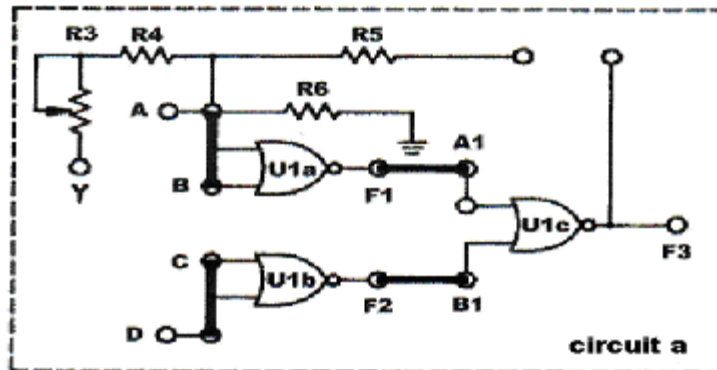 R3 R4 R5
R6
A
A1
B U1a
F1
Y
U1c
F3
C
U1b
F2 B1
D
circuit a